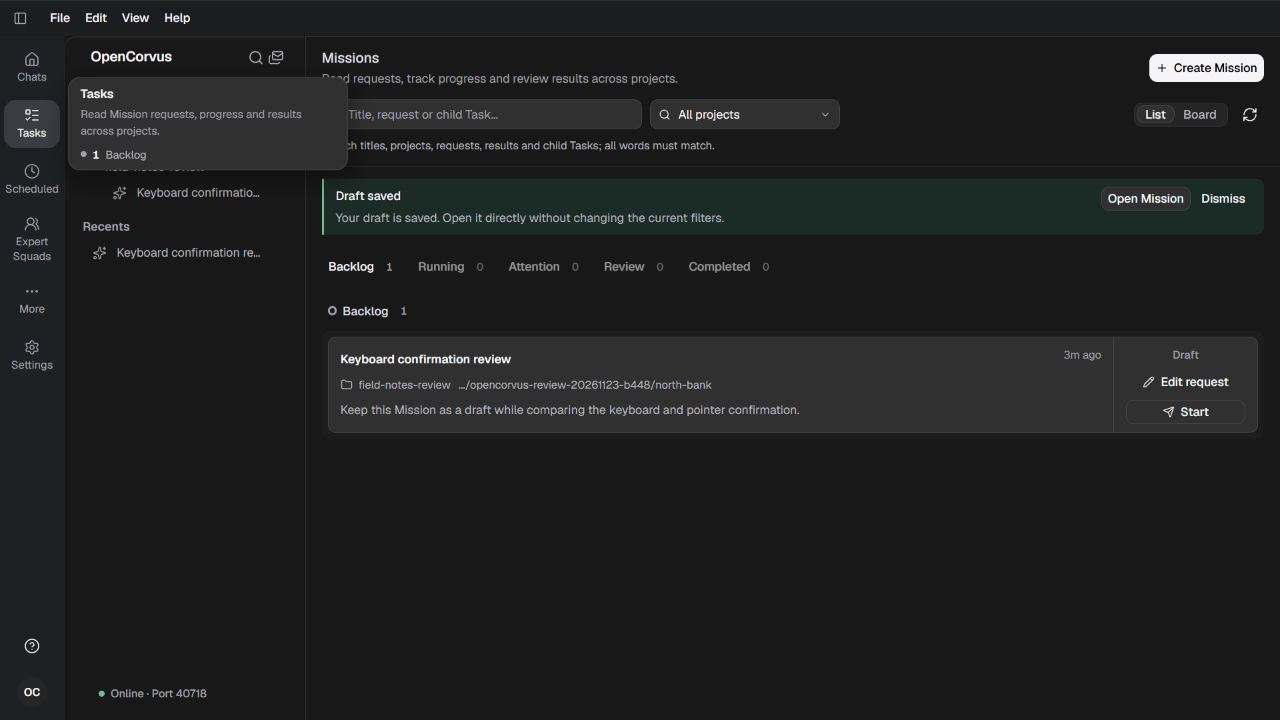 File Edit View Help
OpenCorvus
Chats
Tasks
Scheduled
Expert
Squads
More
Settings
OC
Tasks
Read Mission requests, progress and results
across projects.
1 Backlog
Keyboard confirmatio...
Recents
Keyboard confirmation re...
Online · Port 40718
Missions
requests, track progress and review results across projects.
Create Mission
Title, request or child Task...
All projects
List Board
titles, projects, requests, results and child Tasks; all words must match.
Draft saved
Your draft is saved. Open it directly without changing the current filters.
Open Mission
Dismiss
Backlog 1 Running 0 Attention 0 Review 0 Completed 0
Backlog 1
Keyboard confirmation review
3m ago
field-notes-review .../opencorvus-review-20261123-b448/north-bank
Keep this Mission as a draft while comparing the keyboard and pointer confirmation.
Draft
Edit request
Start